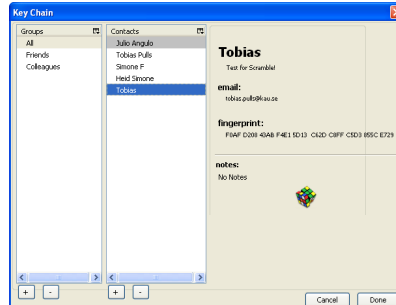 Key Chain
Groups
All
Friends
Colleagues
Contacts
Julio Angulo
Tobias Pulls
Simone F
Heid Simone
Tobias
Tobias
Test for Scramble!
email:
tobias.pulls@kau.se
fingerprint:
F0AF D208 43AB F4E1 5D13 C62D C8FF C5D3 855C E729
notes:
No Notes
+ -
+ -
Cancel Done